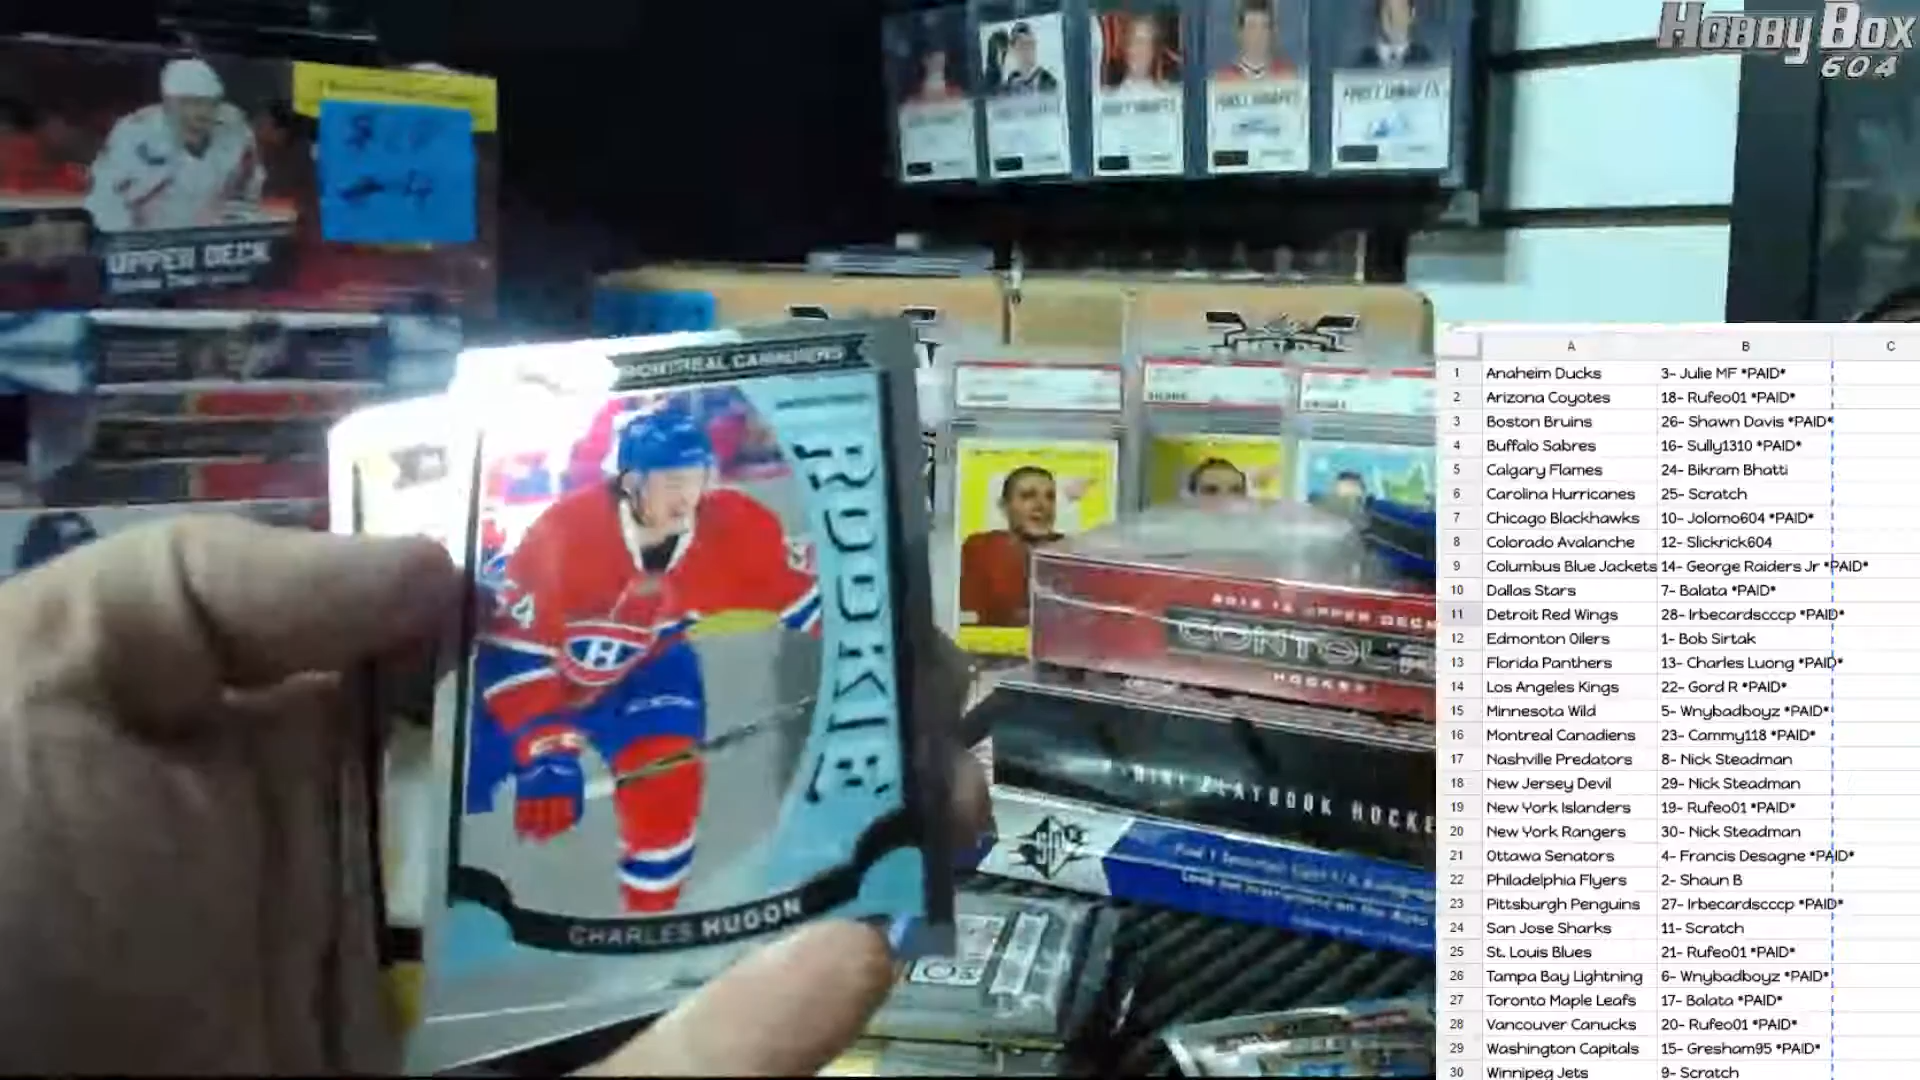 HOBBY BOX
604
UPPER DECK
MONTREAL CANADIENS
ROOKIE
CHARLES HUDON
HOCKEY
MINI PLAYBOOK HOCKE
A B C
1 Anaheim Ducks 3- Julie MF *PAID*
2 Arizona Coyotes 18- Rufeo01 *PAID*
3 Boston Bruins 26- Shawn Davis *PAID*
4 Buffalo Sabres 16- Sully1310 *PAID*
5 Calgary Flames 24- Bikram Bhatti
6 Carolina Hurricanes 25- Scratch
7 Chicago Blackhawks 10- Jolomo604 *PAID*
8 Colorado Avalanche 12- Slickrick604
9 Columbus Blue Jackets 14- George Raiders Jr *PAID*
10 Dallas Stars 7- Balata *PAID*
11 Detroit Red Wings 28- Irbecardscccp *PAID*
12 Edmonton Oilers 1- Bob Sirtak
13 Florida Panthers 13- Charles Luong *PAID*
14 Los Angeles Kings 22- Gord R *PAID*
15 Minnesota Wild 5- Wnybadboyz *PAID*
16 Montreal Canadiens 23- Cammy118 *PAID*
17 Nashville Predators 8- Nick Steadman
18 New Jersey Devil 29- Nick Steadman
19 New York Islanders 19- Rufeo01 *PAID*
20 New York Rangers 30- Nick Steadman
21 Ottawa Senators 4- Francis Desagne *PAID*
22 Philadelphia Flyers 2- Shaun B
23 Pittsburgh Penguins 27- Irbecardscccp *PAID*
24 San Jose Sharks 11- Scratch
25 St. Louis Blues 21- Rufeo01 *PAID*
26 Tampa Bay Lightning 6- Wnybadboyz *PAID*
27 Toronto Maple Leafs 17- Balata *PAID*
28 Vancouver Canucks 20- Rufeo01 *PAID*
29 Washington Capitals 15- Gresham95 *PAID*
30 Winnipeg Jets 9- Scratch